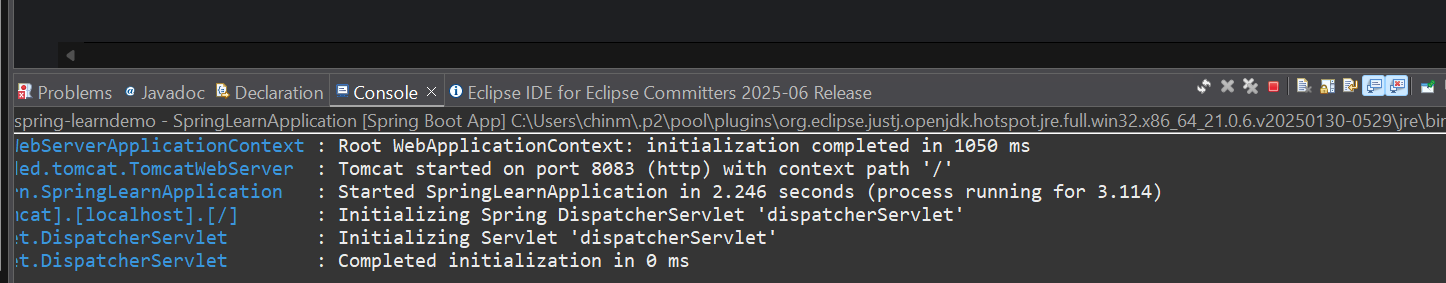 Problems Javadoc Declaration Console Eclipse IDE for Eclipse Committers 2025-06 Release
spring-learndemo - SpringLearnApplication [Spring Boot App] C:\Users\chinm\.p2\pool\plugins\org.eclipse.justj.openjdk.hotspot.jre.full.win32.x86_64_21.0.6.v20250130-0529\jre\bin
WebServerApplicationContext : Root WebApplicationContext: initialization completed in 1050 ms
led.tomcat.TomcatWebServer : Tomcat started on port 8083 (http) with context path '/'
rn.SpringLearnApplication : Started SpringLearnApplication in 2.246 seconds (process running for 3.114)
mcat].[localhost].[/] : Initializing Spring DispatcherServlet 'dispatcherServlet'
et.DispatcherServlet : Initializing Servlet 'dispatcherServlet'
et.DispatcherServlet : Completed initialization in 0 ms